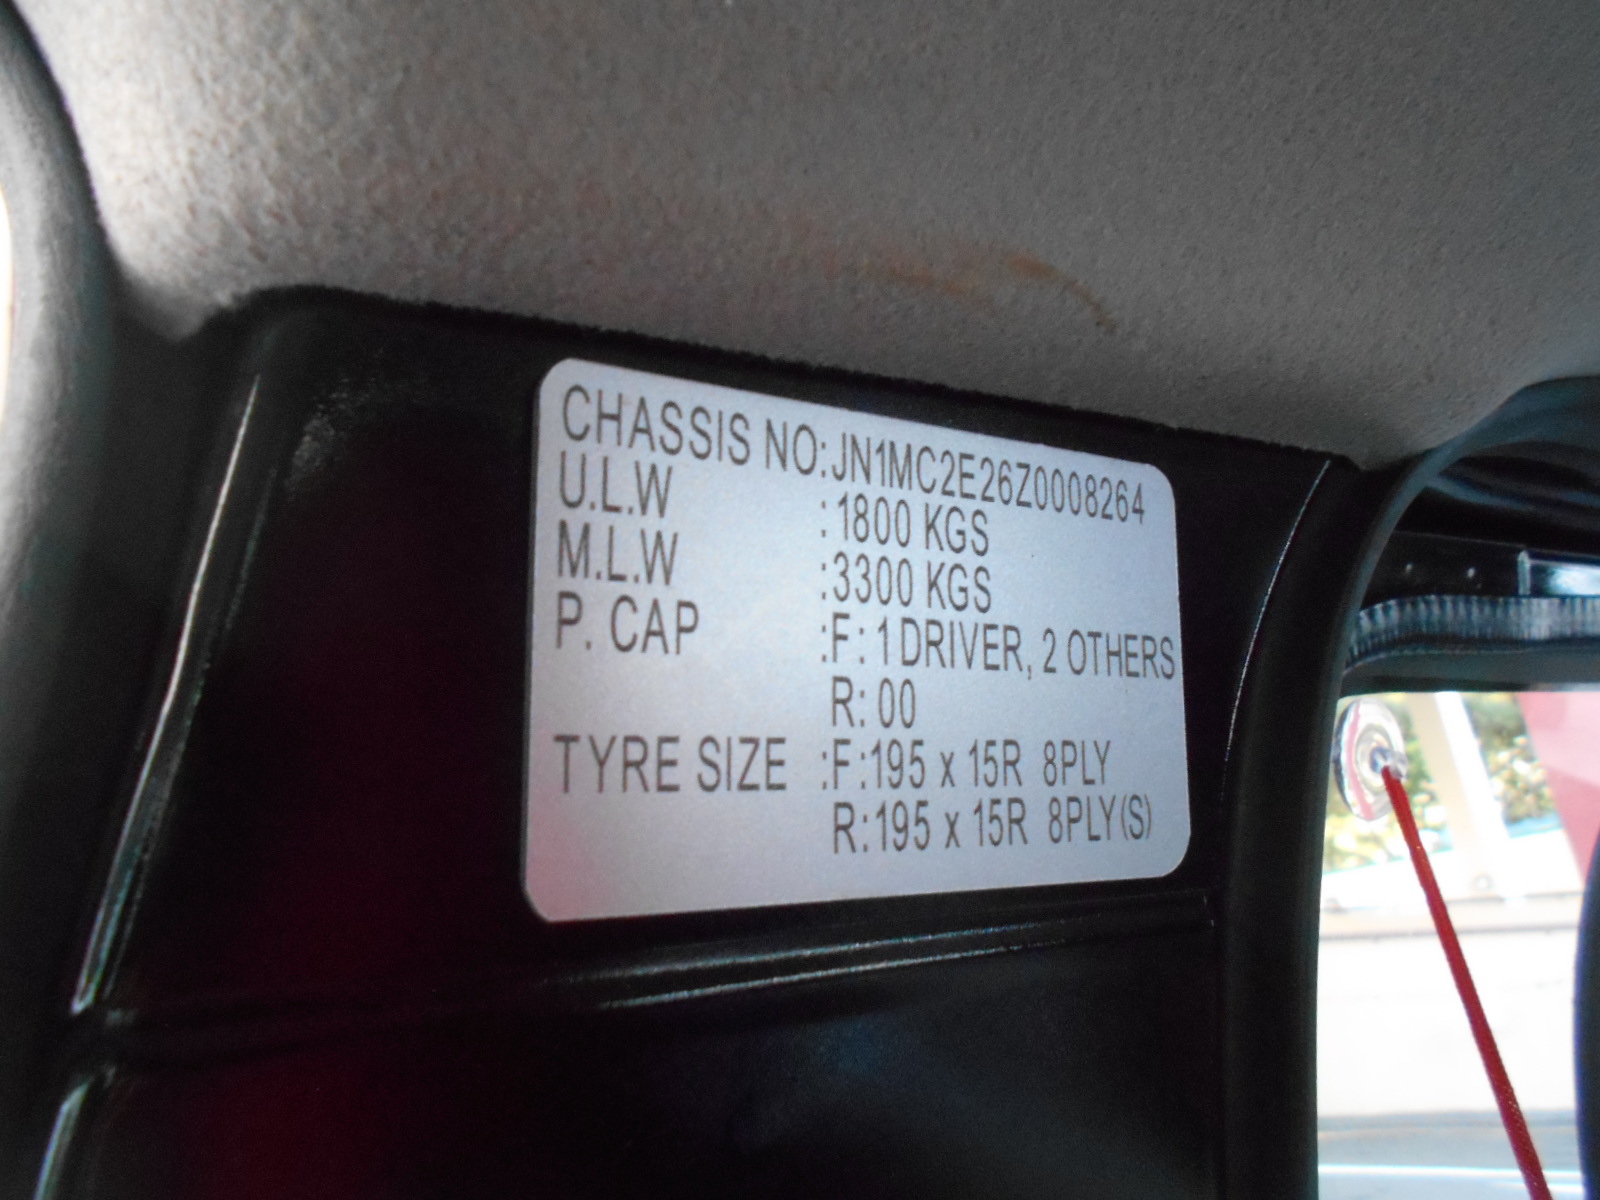 CHASSIS NO: JN1MC2E26Z0008264
U.L.W : 1800 KGS
M.L.W : 3300 KGS
P. CAP : F: 1 DRIVER, 2 OTHERS
R: 00
TYRE SIZE : F: 195 x 15R 8PLY
R: 195 x 15R 8PLY(S)